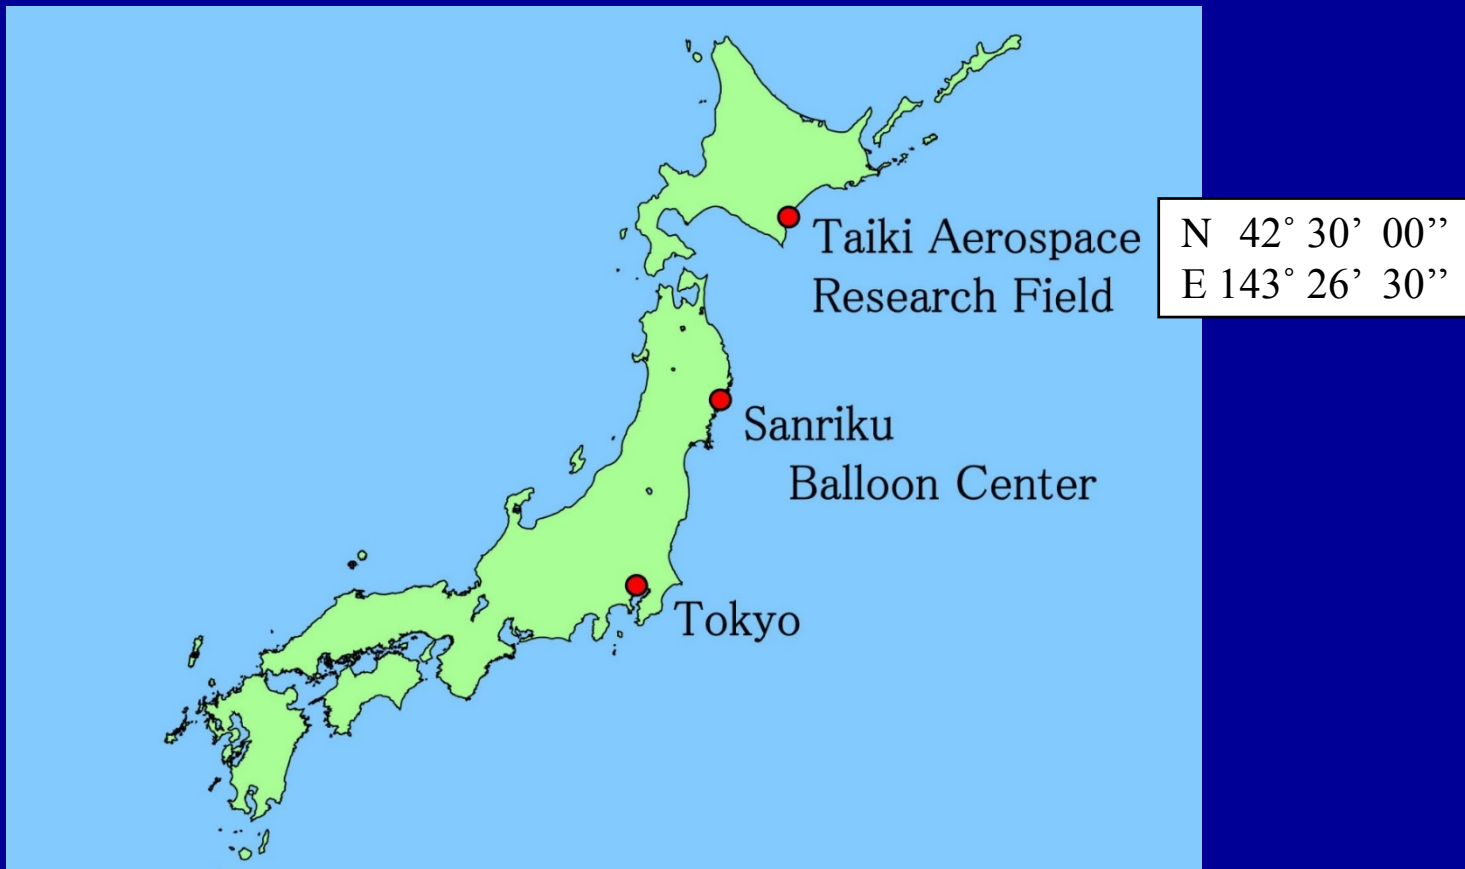 Taiki Aerospace
Research Field
N 42° 30’ 00’’
E 143° 26’ 30’’
Sanriku
Balloon Center
Tokyo